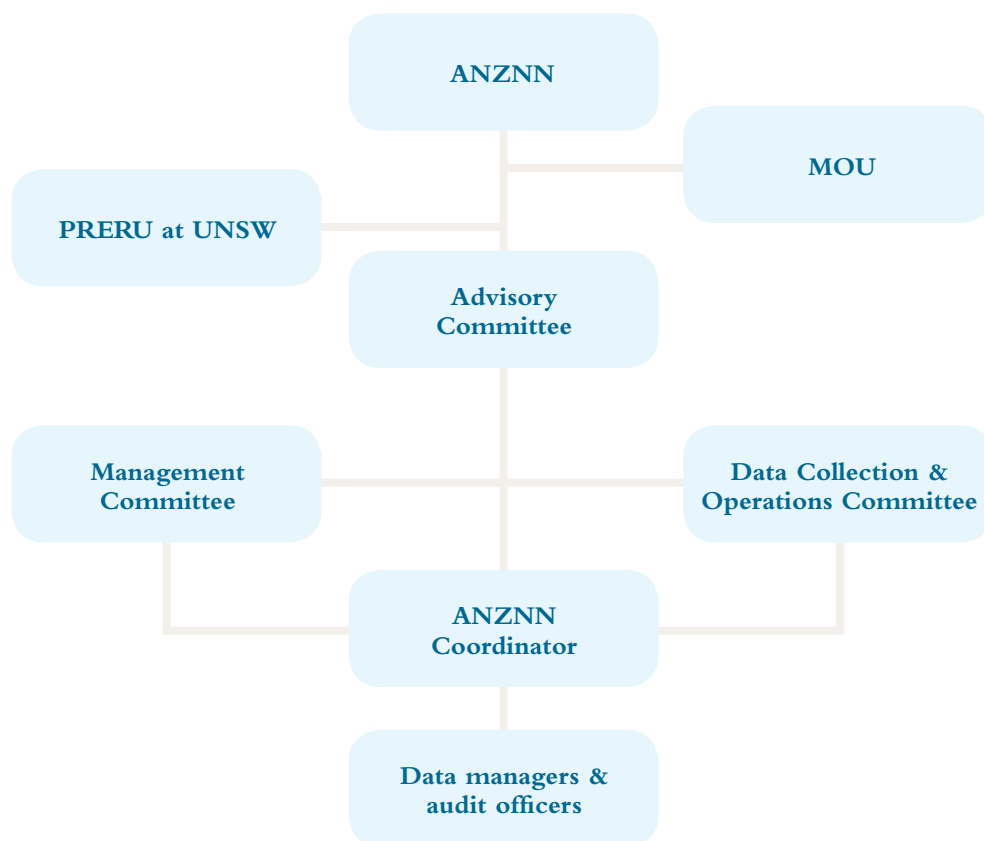 ANZNN
MOU
PRERU at UNSW
Advisory
Committee
Management
Committee
Data Collection &
Operations Committee
ANZNN
Coordinator
Data managers &
audit officers